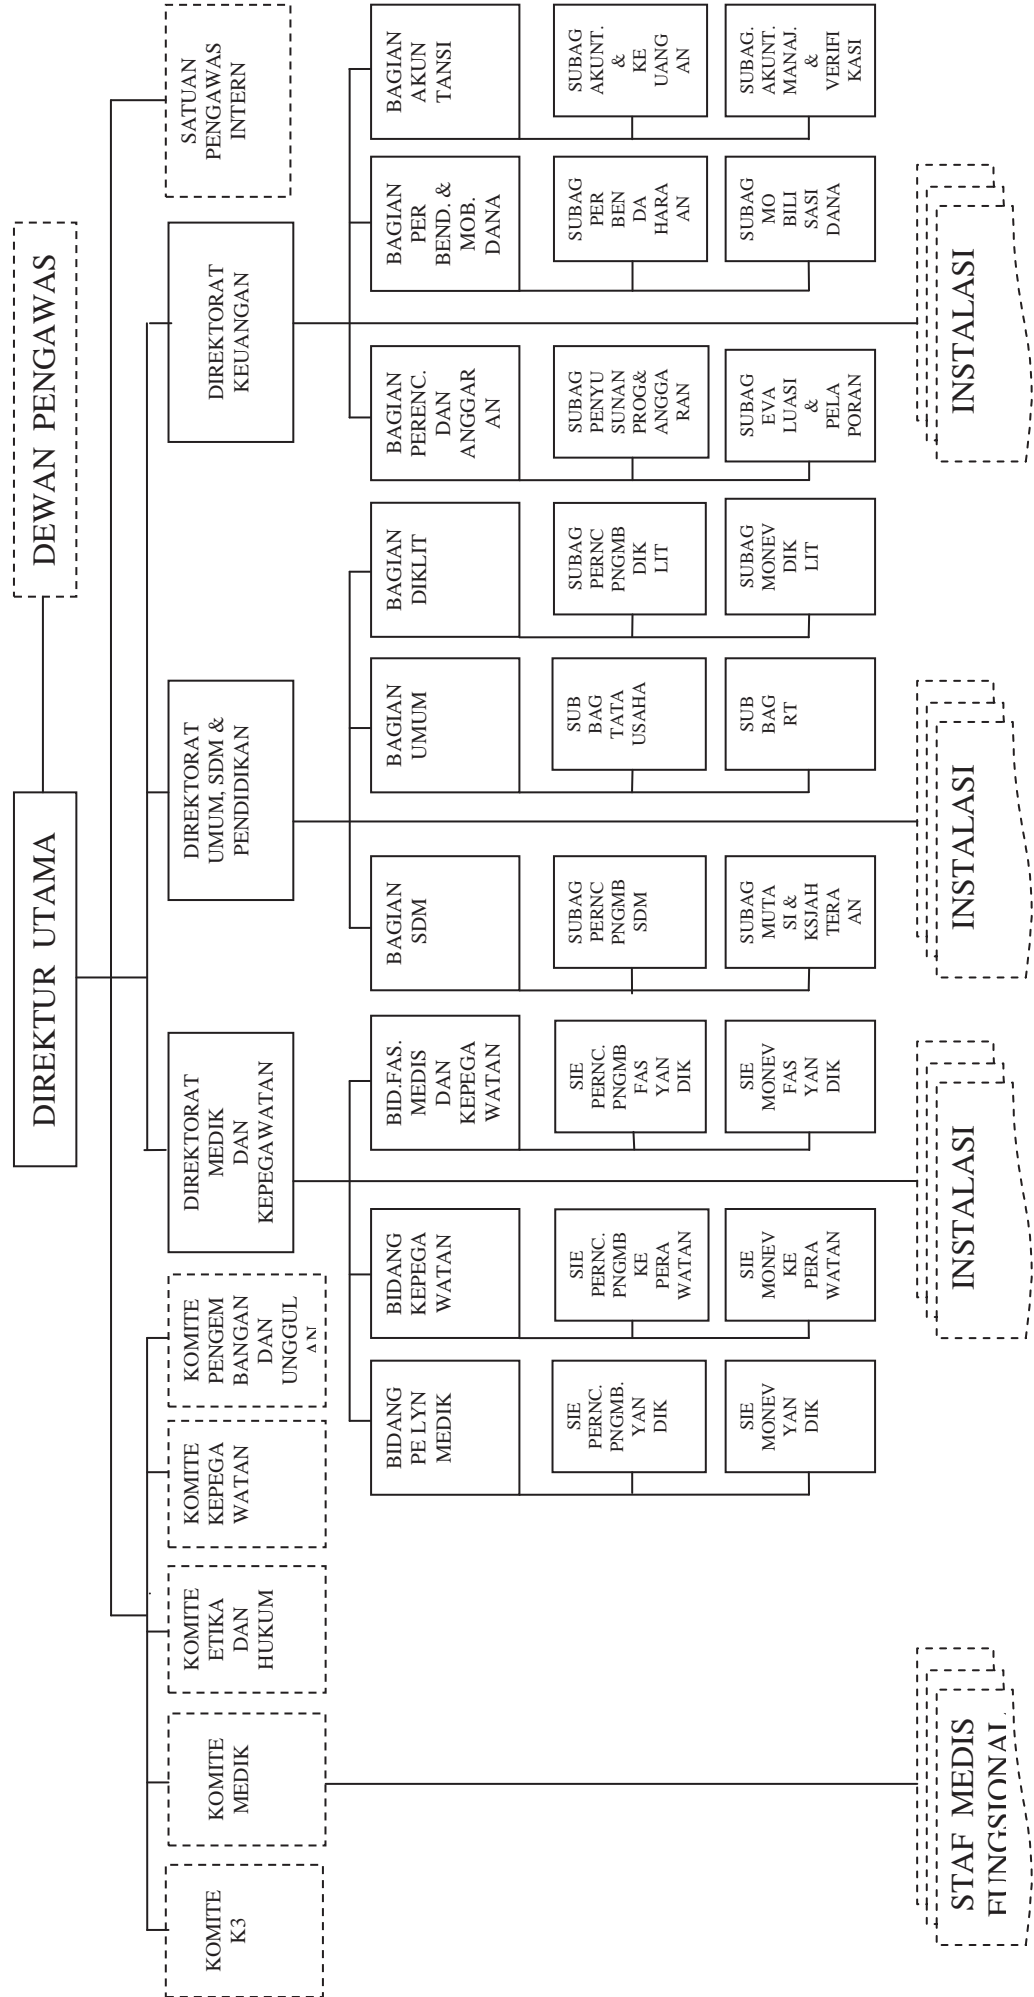 DIREKTUR UTAMA
DEWAN PENGAWAS
KOMITE
K3
KOMITE
MEDIK
KOMITE
ETIKA
DAN
HUKUM
KOMITE
KEPEGA
WATAN
KOMITE
PENGEM
BANGAN
DAN
UNGGUL
AN
DIREKTORAT
MEDIK
DAN
KEPEGAWATAN
DIREKTORAT
UMUM, SDM &
PENDIDIKAN
DIREKTORAT
KEUANGAN
SATUAN
PENGAWAS
INTERN
BIDANG
PE LYN
MEDIK
BIDANG
KEPEGA
WATAN
BID.FAS.
MEDIS
DAN
KEPEGA
WATAN
BAGIAN
SDM
BAGIAN
UMUM
BAGIAN
DIKLIT
BAGIAN
PERENC.
DAN
ANGGAR
AN
BAGIAN
PER
BEND. &
MOB.
DANA
BAGIAN
AKUN
TANSI
SIE
PERNC.
PNGMB.
YAN
DIK
SIE
PERNC.
PNGMB
KE
PERA
WATAN
SIE
PERNC.
PNGMB
FAS
YAN
DIK
SUBAG
PERNC
PNGMB
SDM
SUB
BAG
TATA
USAHA
SUBAG
PERNC
PNGMB
DIK
LIT
SUBAG
PENYU
SUNAN
PROG&
ANGGA
RAN
SUBAG
PER
BEN
DA
HARA
AN
SUBAG
AKUNT.
&
KE
UANG
AN
SIE
MONEV
YAN
DIK
SIE
MONEV
KE
PERA
WATAN
SIE
MONEV
FAS
YAN
DIK
SUBAG
MUTA
SI &
KSJAH
TERA
AN
SUB
BAG
RT
SUBAG
MONEV
DIK
LIT
SUBAG
EVA
LUASI
&
PELA
PORAN
SUBAG
MO
BILI
SASI
DANA
SUBAG.
AKUNT.
MANAJ.
&
VERIFI
KASI
STAF MEDIS
FUNGSIONAL
INSTALASI
INSTALASI
INSTALASI